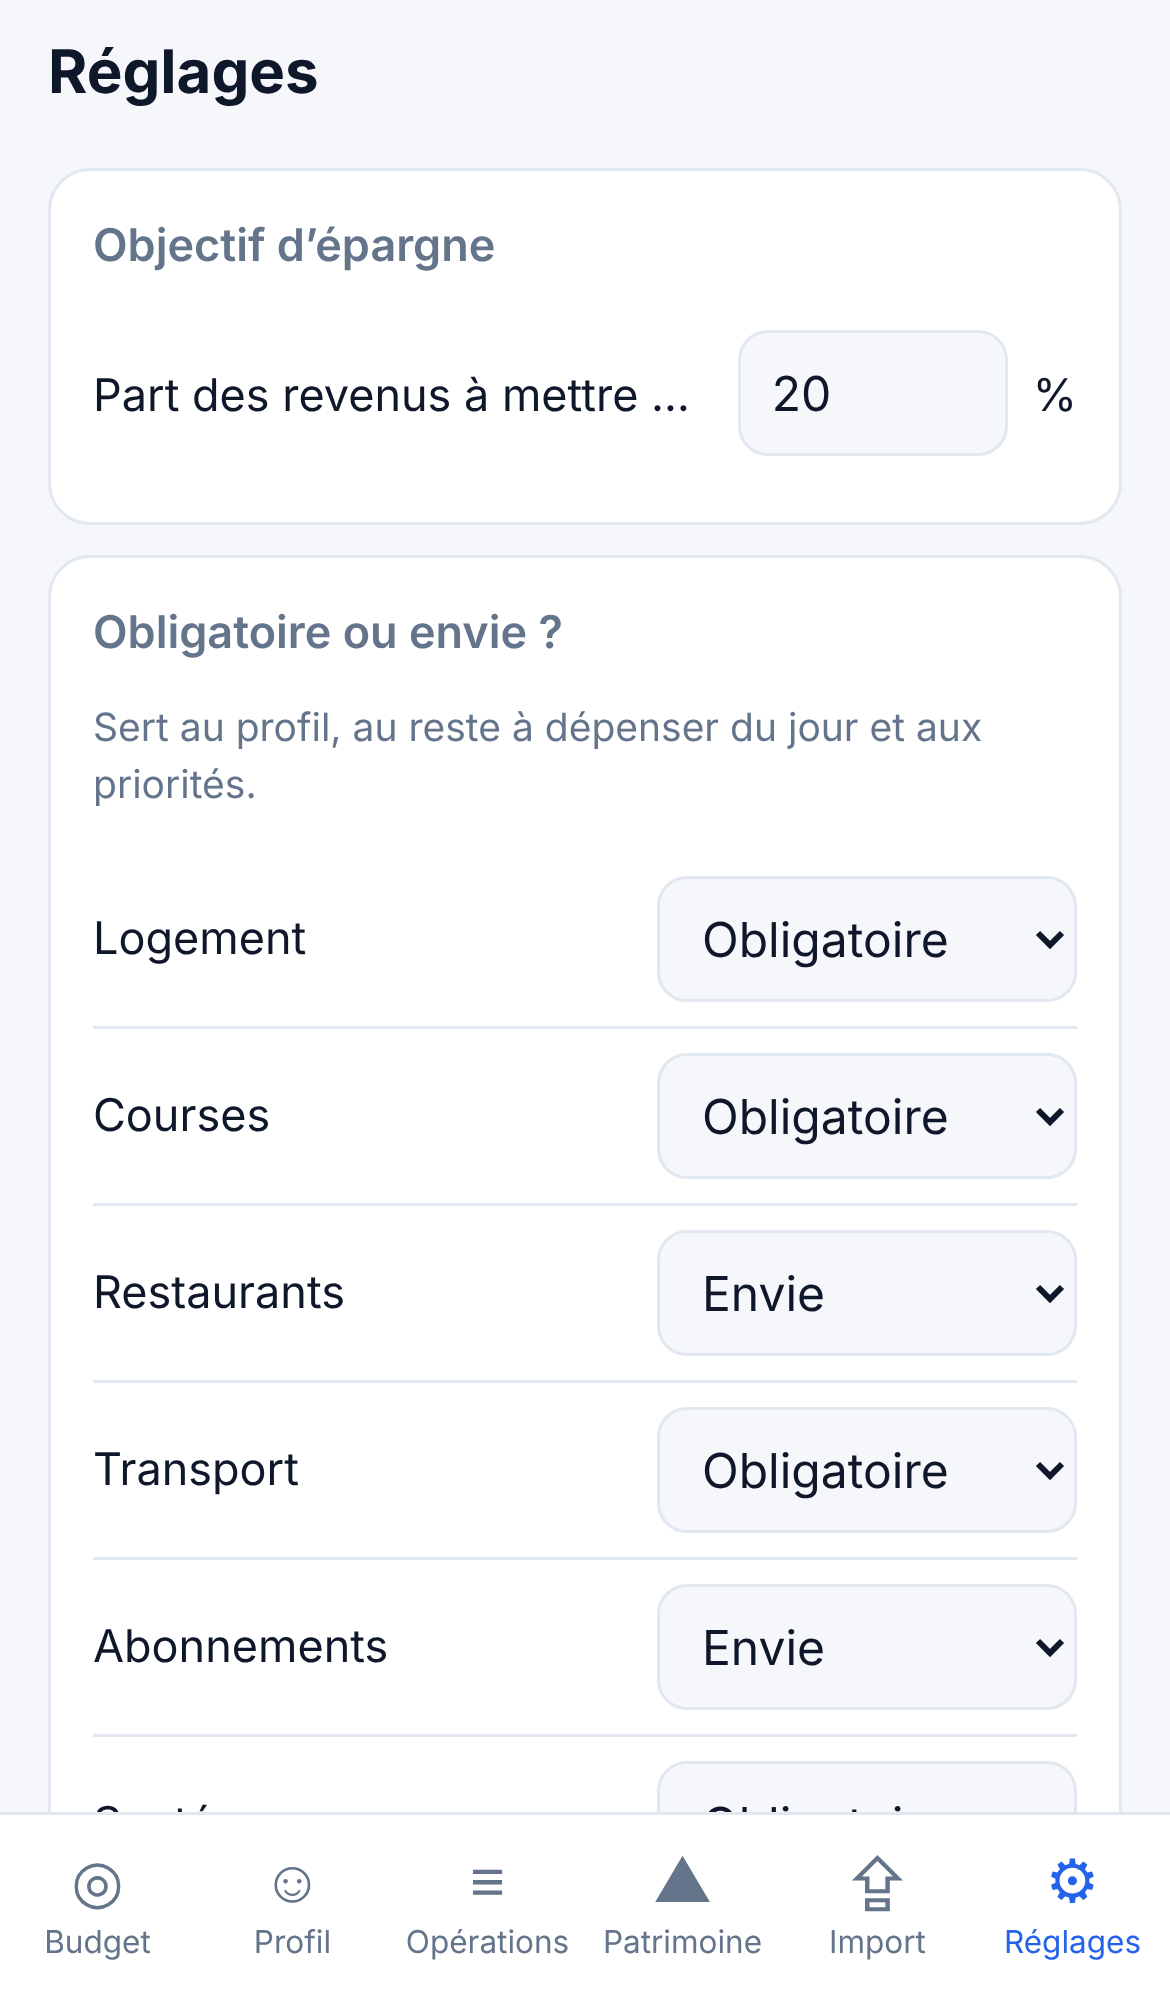 Réglages
Objectif d’épargne
Part des revenus à mettre ...
20
%
Obligatoire ou envie ?
Sert au profil, au reste à dépenser du jour et aux
priorités.
Logement
Obligatoire
Courses
Obligatoire
Restaurants
Envie
Transport
Obligatoire
Abonnements
Envie
Budget
Profil
Opérations
Patrimoine
Import
Réglages